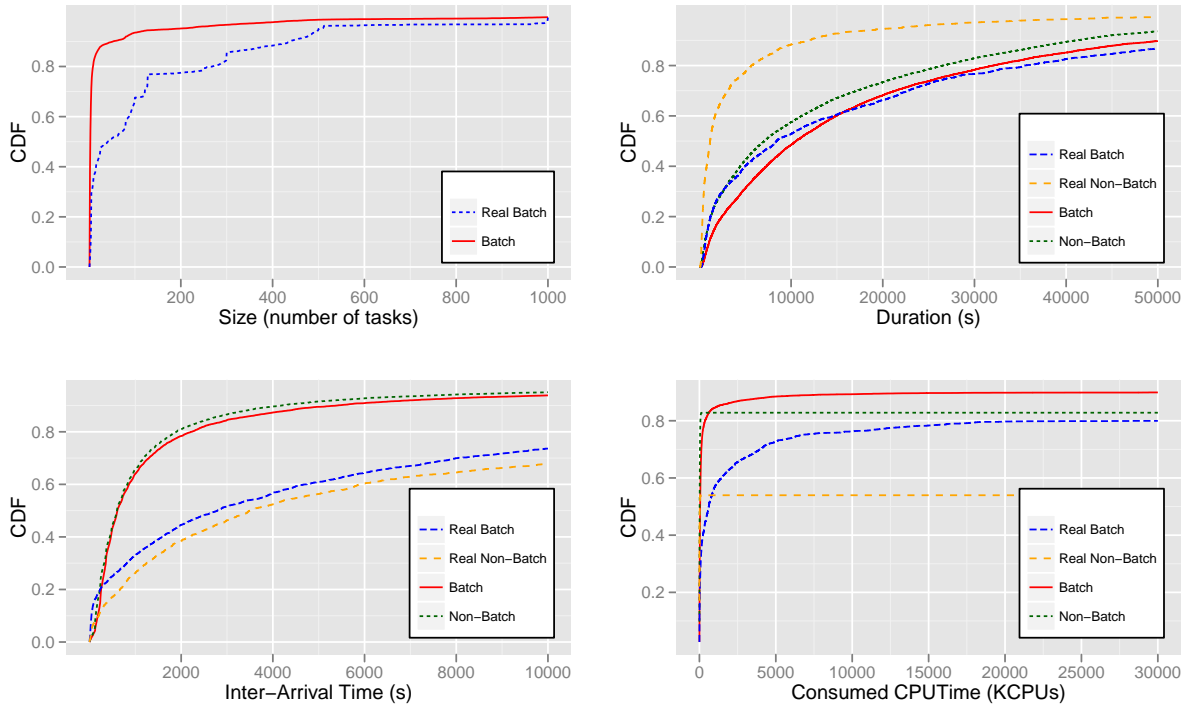 CDF
0.8
0.6
0.4
0.2
0.0
Real Batch
Batch
200 400 600 800 1000
Size (number of tasks)
CDF
0.8
0.6
0.4
0.2
0.0
Real Batch
Real Non−Batch
Batch
Non−Batch
10000 20000 30000 40000 50000
Duration (s)
CDF
0.8
0.6
0.4
0.2
0.0
Real Batch
Real Non−Batch
Batch
Non−Batch
2000 4000 6000 8000 10000
Inter−Arrival Time (s)
CDF
0.8
0.6
0.4
0.2
Real Batch
Real Non−Batch
Batch
Non−Batch
0 5000 10000 15000 20000 25000 30000
Consumed CPUTime (KCPUs)